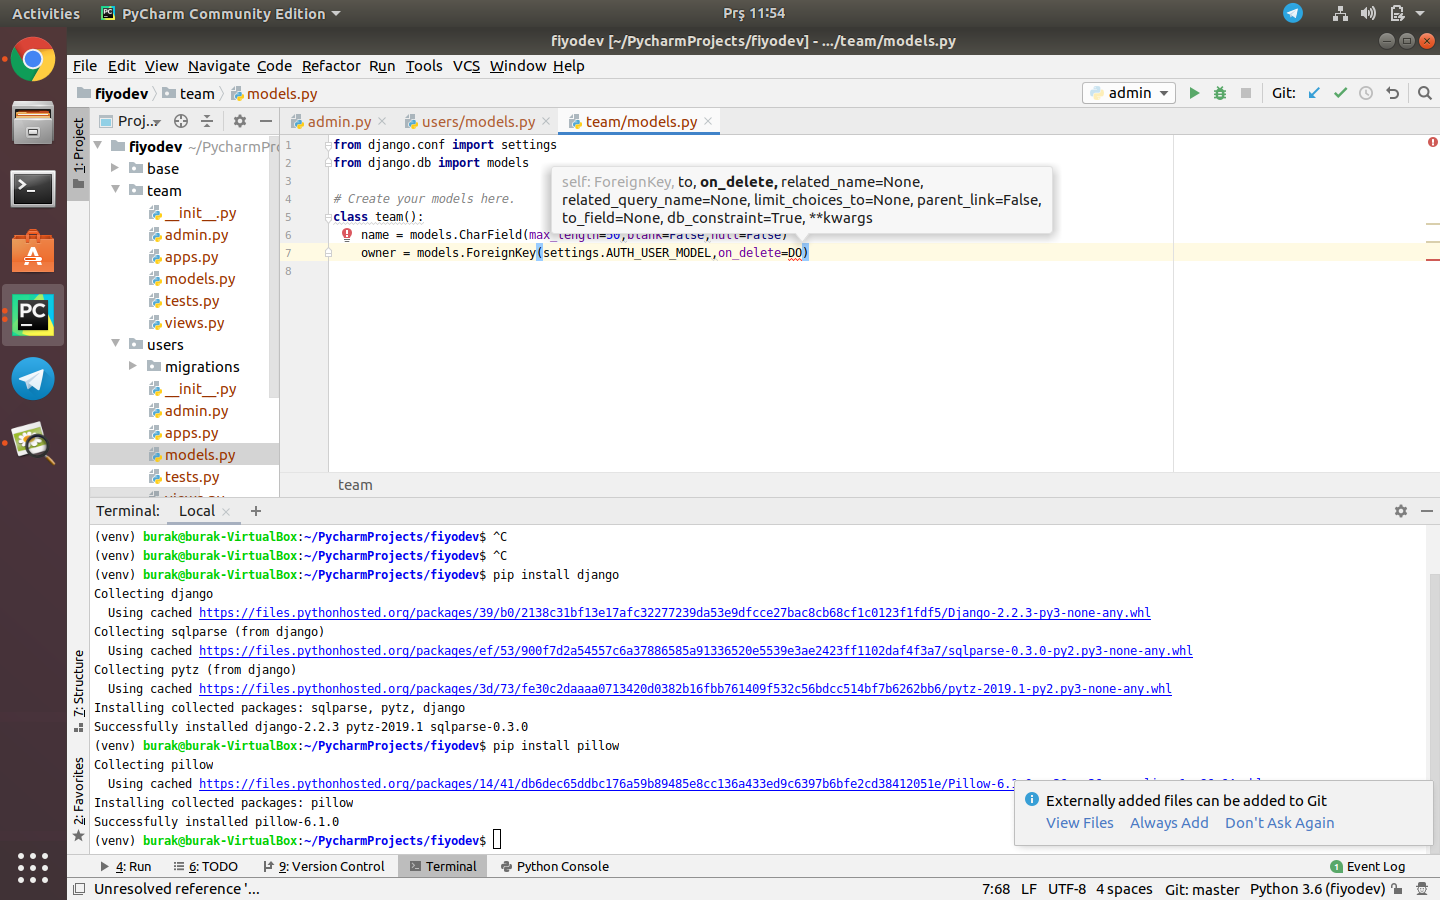 Activities PyCharm Community Edition Prş 11:54
fiyodev [~/PycharmProjects/fiyodev] - .../team/models.py
File Edit View Navigate Code Refactor Run Tools VCS Window Help
fiyodev team models.py admin Git:
1: Project
Proj...
admin.py users/models.py team/models.py
fiyodev ~/PycharmPro
base
team
__init__.py
admin.py
apps.py
models.py
tests.py
views.py
users
migrations
__init__.py
admin.py
apps.py
models.py
tests.py
views.py
1 from django.conf import settings
2 from django.db import models
3
4 # Create your models here.
5 class team():
6 name = models.CharField(max_length=50,blank=False,null=False)
7 owner = models.ForeignKey(settings.AUTH_USER_MODEL,on_delete=DO)
8
self: ForeignKey, to, on_delete, related_name=None,
related_query_name=None, limit_choices_to=None, parent_link=False,
to_field=None, db_constraint=True, **kwargs
team
Terminal: Local
(venv) burak@burak-VirtualBox:~/PycharmProjects/fiyodev$ ^C
(venv) burak@burak-VirtualBox:~/PycharmProjects/fiyodev$ ^C
(venv) burak@burak-VirtualBox:~/PycharmProjects/fiyodev$ pip install django
Collecting django
Using cached https://files.pythonhosted.org/packages/39/b0/2138c31bf13e17afc32277239da53e9dfcce27bac8cb68cf1c0123f1fdf5/Django-2.2.3-py3-none-any.whl
Collecting sqlparse (from django)
Using cached https://files.pythonhosted.org/packages/ef/53/900f7d2a54557c6a37886585a91336520e5539e3ae2423ff1102daf4f3a7/sqlparse-0.3.0-py2.py3-none-any.whl
Collecting pytz (from django)
Using cached https://files.pythonhosted.org/packages/3d/73/fe30c2daaaa0713420d0382b16fbb761409f532c56bdcc514bf7b6262bb6/pytz-2019.1-py2.py3-none-any.whl
Installing collected packages: sqlparse, pytz, django
Successfully installed django-2.2.3 pytz-2019.1 sqlparse-0.3.0
(venv) burak@burak-VirtualBox:~/PycharmProjects/fiyodev$ pip install pillow
Collecting pillow
Using cached https://files.pythonhosted.org/packages/14/41/db6dec65ddbc176a59b89485e8cc136a433ed9c6397b6bfe2cd38412051e/Pillow-6.1
Installing collected packages: pillow
Successfully installed pillow-6.1.0
(venv) burak@burak-VirtualBox:~/PycharmProjects/fiyodev$
7: Structure
2: Favorites
Externally added files can be added to Git
View Files Always Add Don't Ask Again
4: Run 6: TODO 9: Version Control Terminal Python Console 1 Event Log
Unresolved reference '... 7:68 LF UTF-8 4 spaces Git: master Python 3.6 (fiyodev)